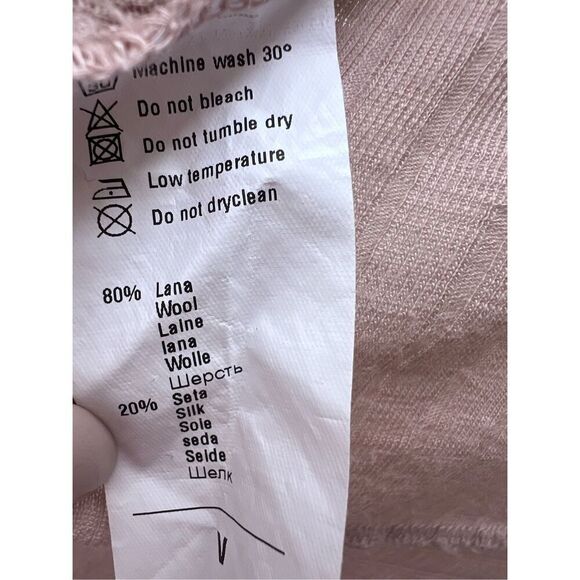 Machine wash 30°
Do not bleach
Do not tumble dry
Low temperature
Do not dryclean
80% Lana
Wool
Laine
lana
Wolle
Шерсть
20% Seta
Silk
Soie
seda
Seide
Шелк